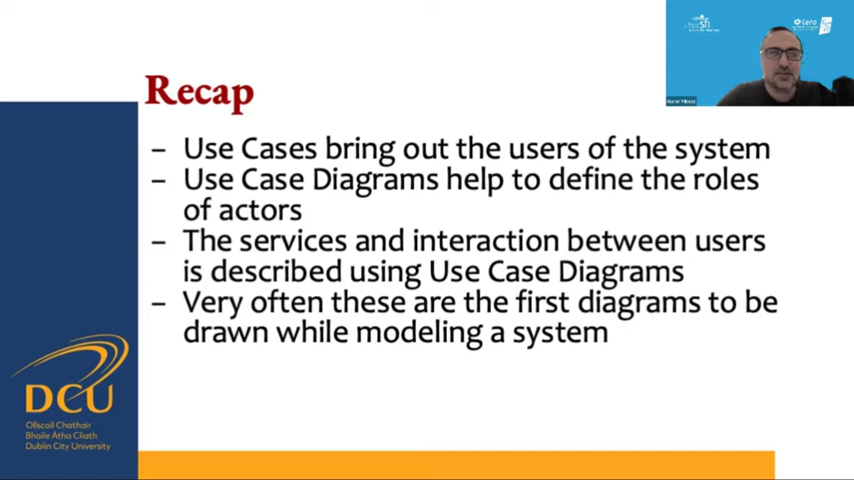 sfi
Lero
Recap
– Use Cases bring out the users of the system
– Use Case Diagrams help to define the roles
of actors
– The services and interaction between users
is described using Use Case Diagrams
– Very often these are the first diagrams to be
drawn while modeling a system
DCU
Ollscoil Chathair
Bhaile Átha Cliath
Dublin City University